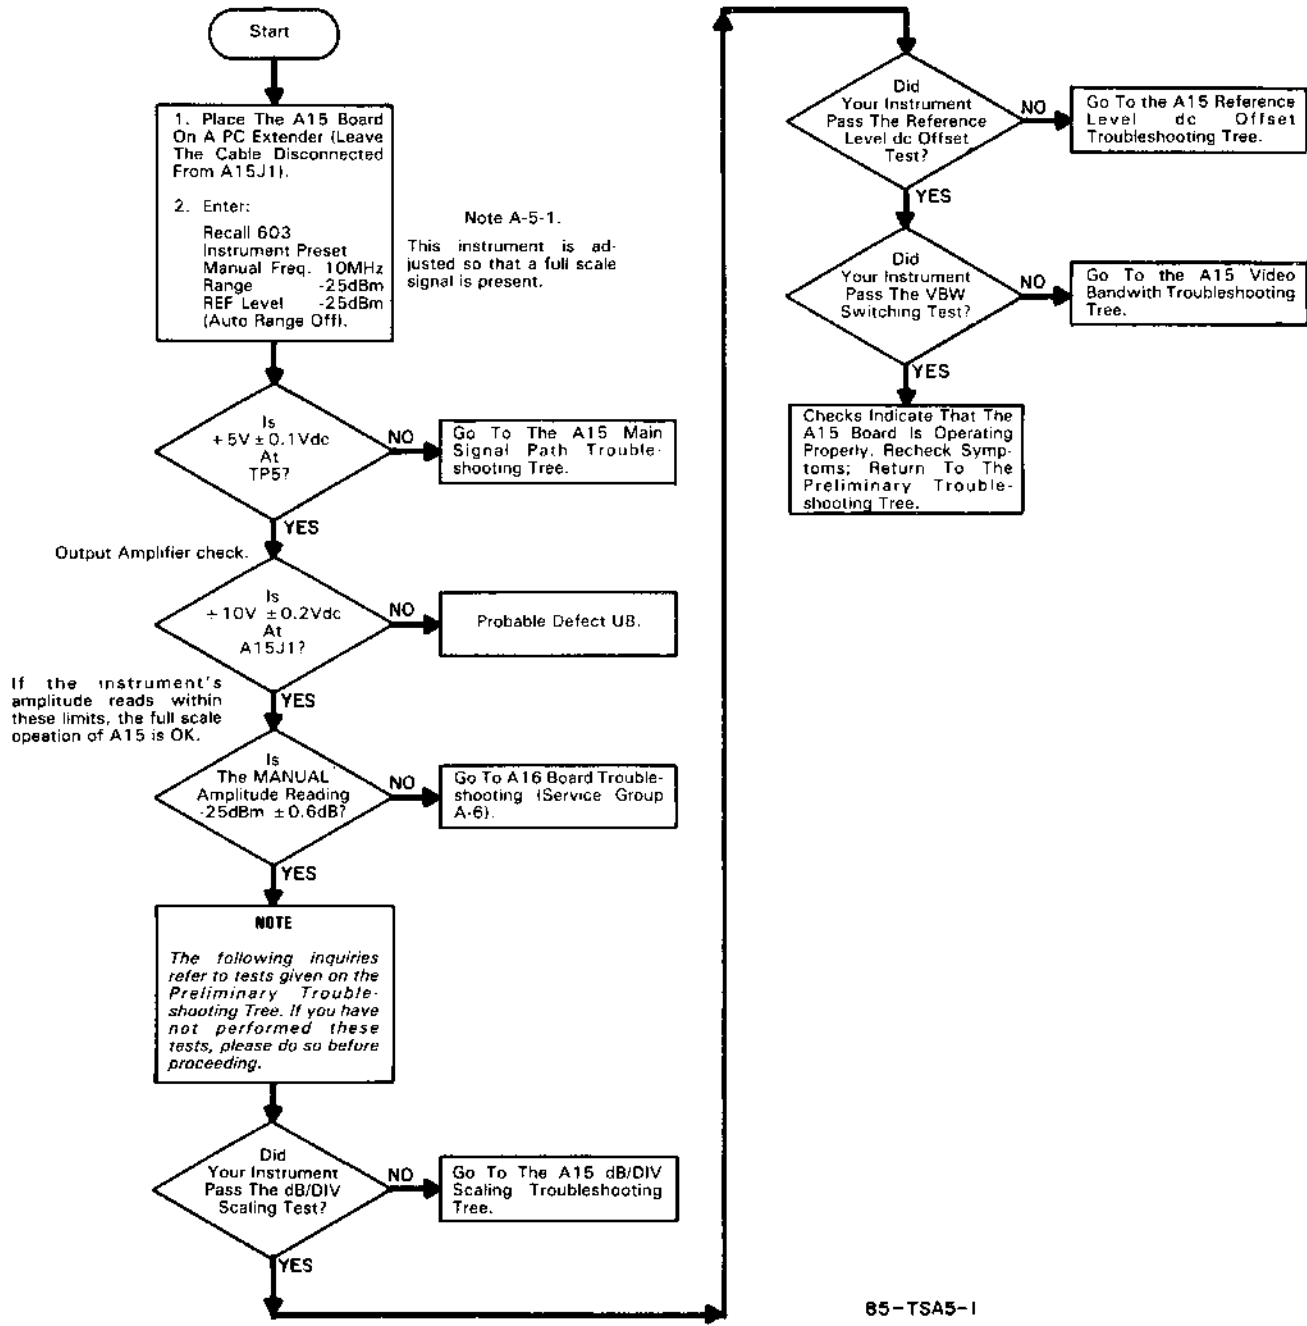 Start
1. Place The A15 Board
On A PC Extender (Leave
The Cable Disconnected
From A15J1).
2. Enter:
Recall 603
Instrument Preset
Manual Freq. 10MHz
Range -25dBm
REF Level -25dBm
(Auto Range Off).
Note A-5-1.
This instrument is ad-
justed so that a full scale
signal is present.
Is
+5V ±0.1Vdc
At
TP5?
NO
Go To The A15 Main
Signal Path Trouble-
shooting Tree.
YES
Output Amplifier check.
Is
+10V ±0.2Vdc
At
A15J1?
NO
Probable Defect U8.
YES
If the instrument's
amplitude reads within
these limits, the full scale
opeation of A15 is OK.
Is
The MANUAL
Amplitude Reading
-25dBm ±0.6dB?
NO
Go To A16 Board Trouble-
shooting (Service Group
A-6).
YES
NOTE
The following inquiries
refer to tests given on the
Preliminary Trouble-
shooting Tree. If you have
not performed these
tests, please do so before
proceeding.
Did
Your Instrument
Pass The dB/DIV
Scaling Test?
NO
Go To The A15 dB/DIV
Scaling Troubleshooting
Tree.
YES
Did
Your Instrument
Pass The Reference
Level dc Offset
Test?
NO
Go To the A15 Reference
Level dc Offset
Troubleshooting Tree.
YES
Did
Your Instrument
Pass The VBW
Switching Test?
NO
Go To the A15 Video
Bandwith Troubleshooting
Tree.
YES
Checks Indicate That The
A15 Board Is Operating
Properly. Recheck Symp-
toms; Return To The
Preliminary Trouble-
shooting Tree.
85-TSA5-1